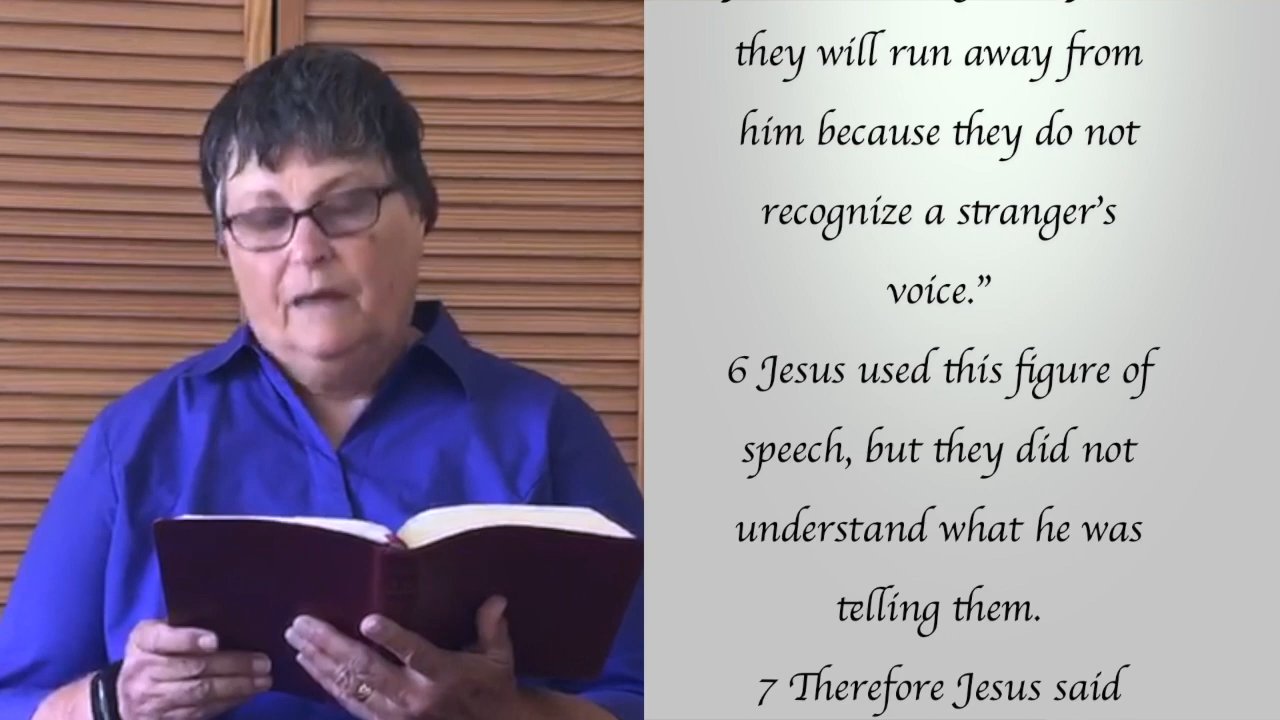 they will run away from
him because they do not
recognize a stranger's
voice."
6 Jesus used this figure of
speech, but they did not
understand what he was
telling them.
7 Therefore Jesus said